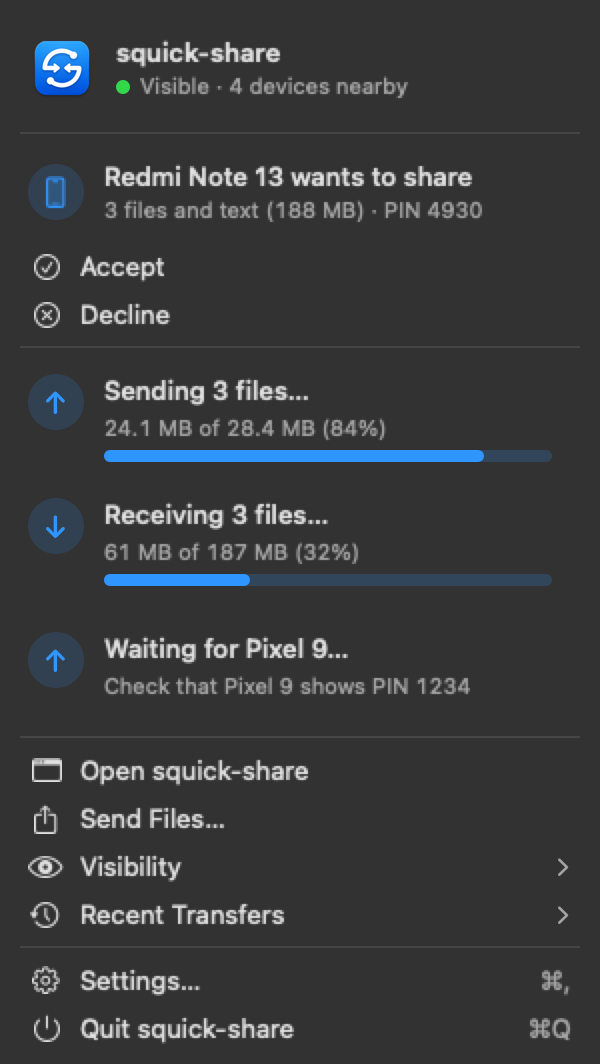 squick-share
Visible · 4 devices nearby
Redmi Note 13 wants to share
3 files and text (188 MB) · PIN 4930
Accept
Decline
Sending 3 files...
24.1 MB of 28.4 MB (84%)
Receiving 3 files...
61 MB of 187 MB (32%)
Waiting for Pixel 9...
Check that Pixel 9 shows PIN 1234
Open squick-share
Send Files...
Visibility
Recent Transfers
Settings... ⌘,
Quit squick-share ⌘Q